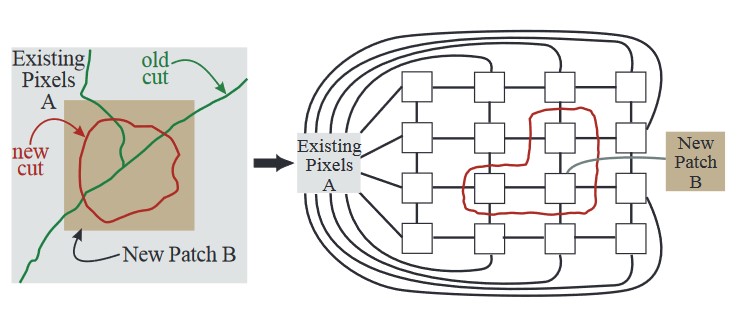 Existing
Pixels
A
old
cut
new
cut
New Patch B
Existing
Pixels
A
New
Patch
B